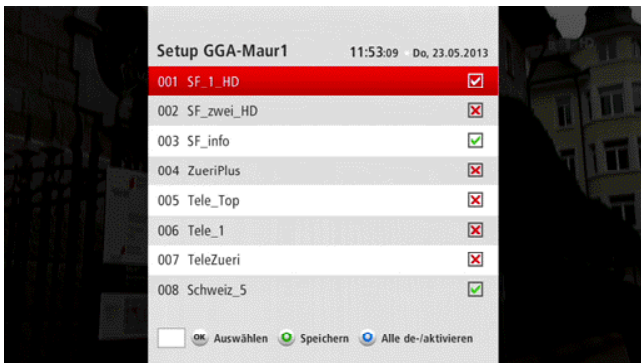 Setup GGA-Maur1 11:53:09 Do, 23.05.2013
001 SF_1_HD
002 SF_zwei_HD
003 SF_info
004 ZueriPlus
005 Tele_Top
006 Tele_1
007 TeleZueri
008 Schweiz_5
OK Auswählen Speichern Alle de-/aktivieren